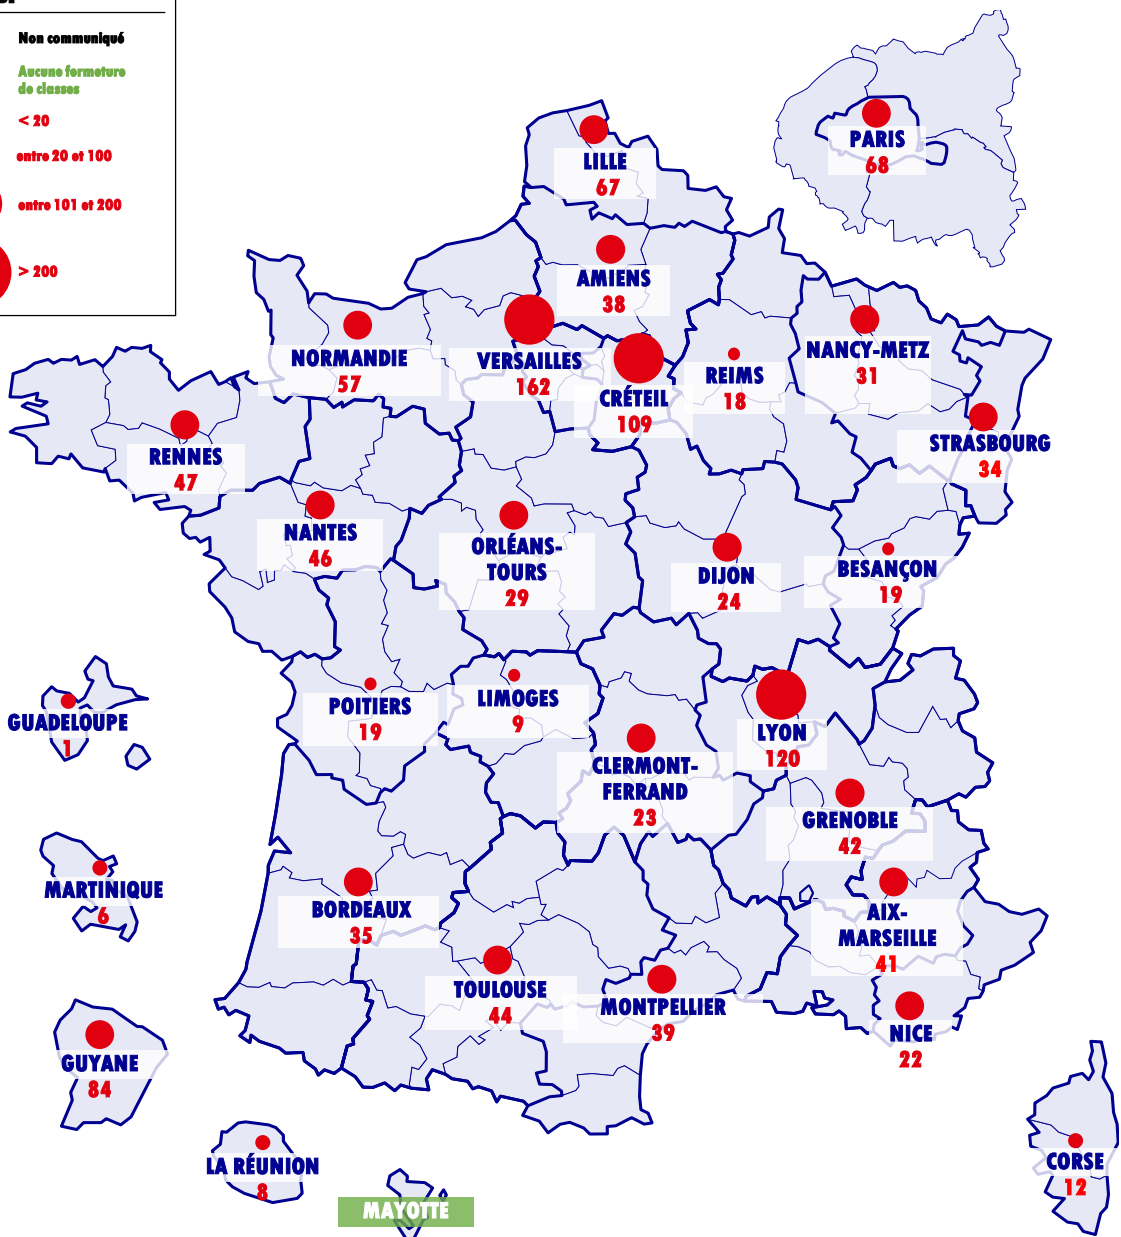 Non communiqué
Aucune fermeture
de classes
< 20
entre 20 et 100
entre 101 et 200
> 200
PARIS
68
LILLE
67
AMIENS
38
NORMANDIE
57
VERSAILLES
162
CRÉTEIL
109
REIMS
18
NANCY-METZ
31
STRASBOURG
34
RENNES
47
NANTES
46
ORLÉANS-
TOURS
29
DIJON
24
BESANÇON
19
POITIERS
19
LIMOGES
9
LYON
120
CLERMONT-
FERRAND
23
GRENOBLE
42
GUADELOUPE
1
MARTINIQUE
6
BORDEAUX
35
AIX-
MARSEILLE
41
TOULOUSE
44
MONTPELLIER
39
NICE
22
GUYANE
84
LA RÉUNION
8
MAYOTTE
CORSE
12